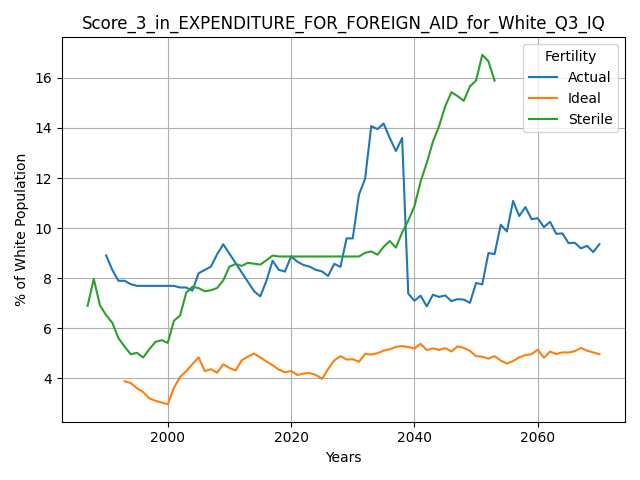 Score_3_in_EXPENDITURE_FOR_FOREIGN_AID_for_White_Q3_IQ
Fertility
Actual
Ideal
Sterile
% of White Population
16
14
12
10
8
6
4
2000
2020
2040
2060
Years